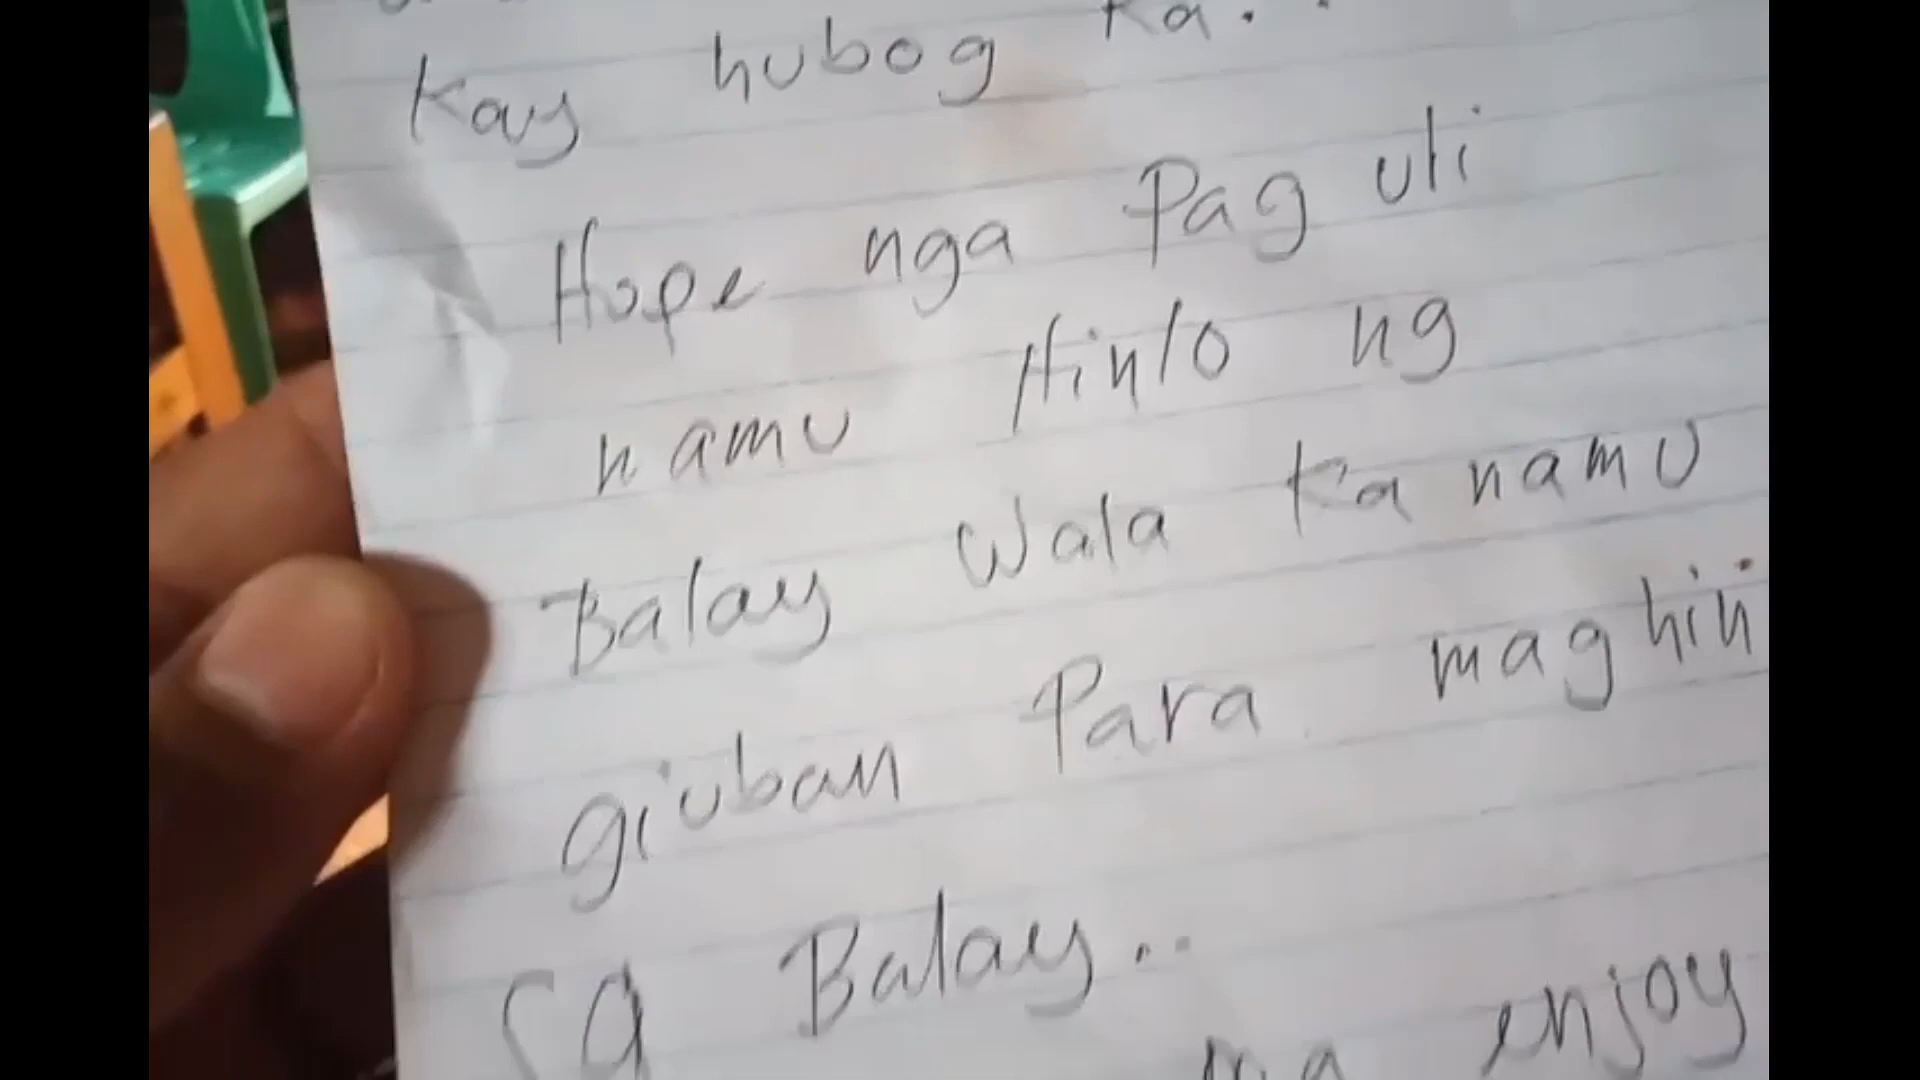 Kay hubog ka..
Hope nga Pag uli
namu Hinlo ng
Balay Wala ka namu
giuban Para maghin
sa Balay..
na enjoy